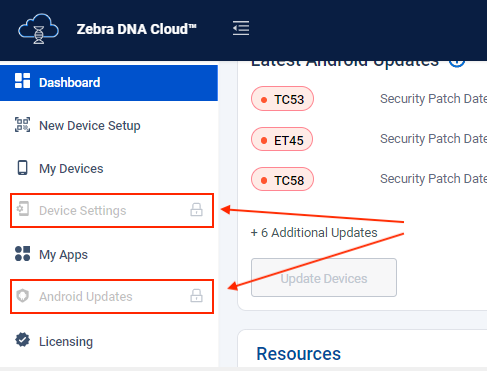 Zebra DNA Cloud™
Dashboard
New Device Setup
My Devices
Device Settings
My Apps
Android Updates
Licensing
Latest Android Updates
TC53 Security Patch Date
ET45 Security Patch Date
TC58 Security Patch Date
+ 6 Additional Updates
Update Devices
Resources